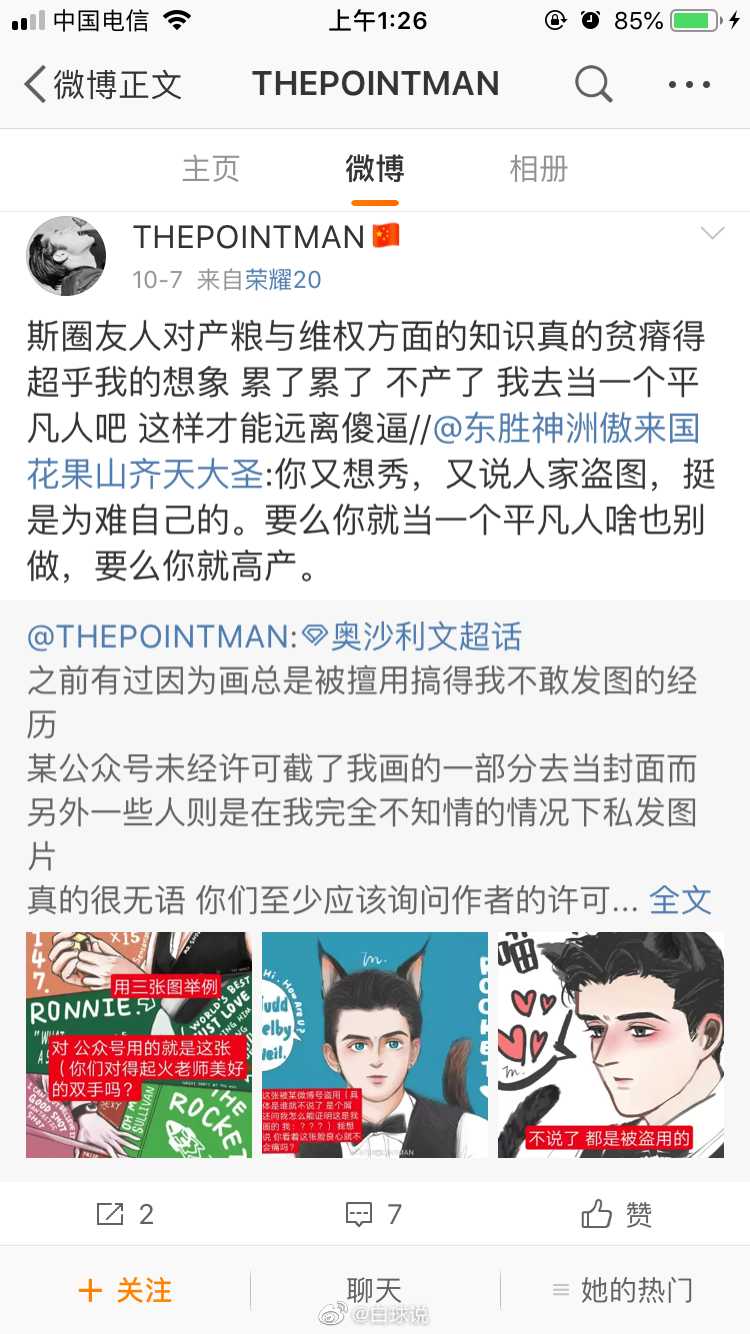 中国电信
上午1:26
85%
微博正文
THEPOINTMAN
主页
微博
相册
THEPOINTMAN🇨🇳
10-7 来自荣耀20
斯圈友人对产粮与维权方面的知识真的贫瘠得
超乎我的想象 累了累了 不产了 我去当一个平
凡人吧 这样才能远离傻逼//@东胜神洲傲来国
花果山齐天大圣:你又想秀，又说人家盗图，挺
是为难自己的。要么你就当一个平凡人啥也别
做，要么你就高产。
@THEPOINTMAN:奥沙利文超话
之前有过因为画总是被擅用搞得我不敢发图的经
历
某公众号未经许可截了我画的一部分去当封面而
另外一些人则是在我完全不知情的情况下私发图
片
真的很无语 你们至少应该询问作者的许可... 全文
147.
×15
用三张图举例
RONNIE.
WORLD'S BEST
JUST LOVE
对 公众号用的就是这张
（你们对得起火老师美好
的双手吗？
SULLIVAN
GOOD SHOT
THE
ROCKET
m.
Hi, How Are U?
Judd
elby
Neil.
ROCKET
这张被某微博号盗用（具
体是谁就不说了 是个屑
还问我怎么能证明这是我
画的 我：？？？）我想
说 你看着这张脸良心就不
会痛吗？
喵
m.
不说了 都是被盗用的
2
7
赞
+ 关注
聊天
她的热门
@白球说